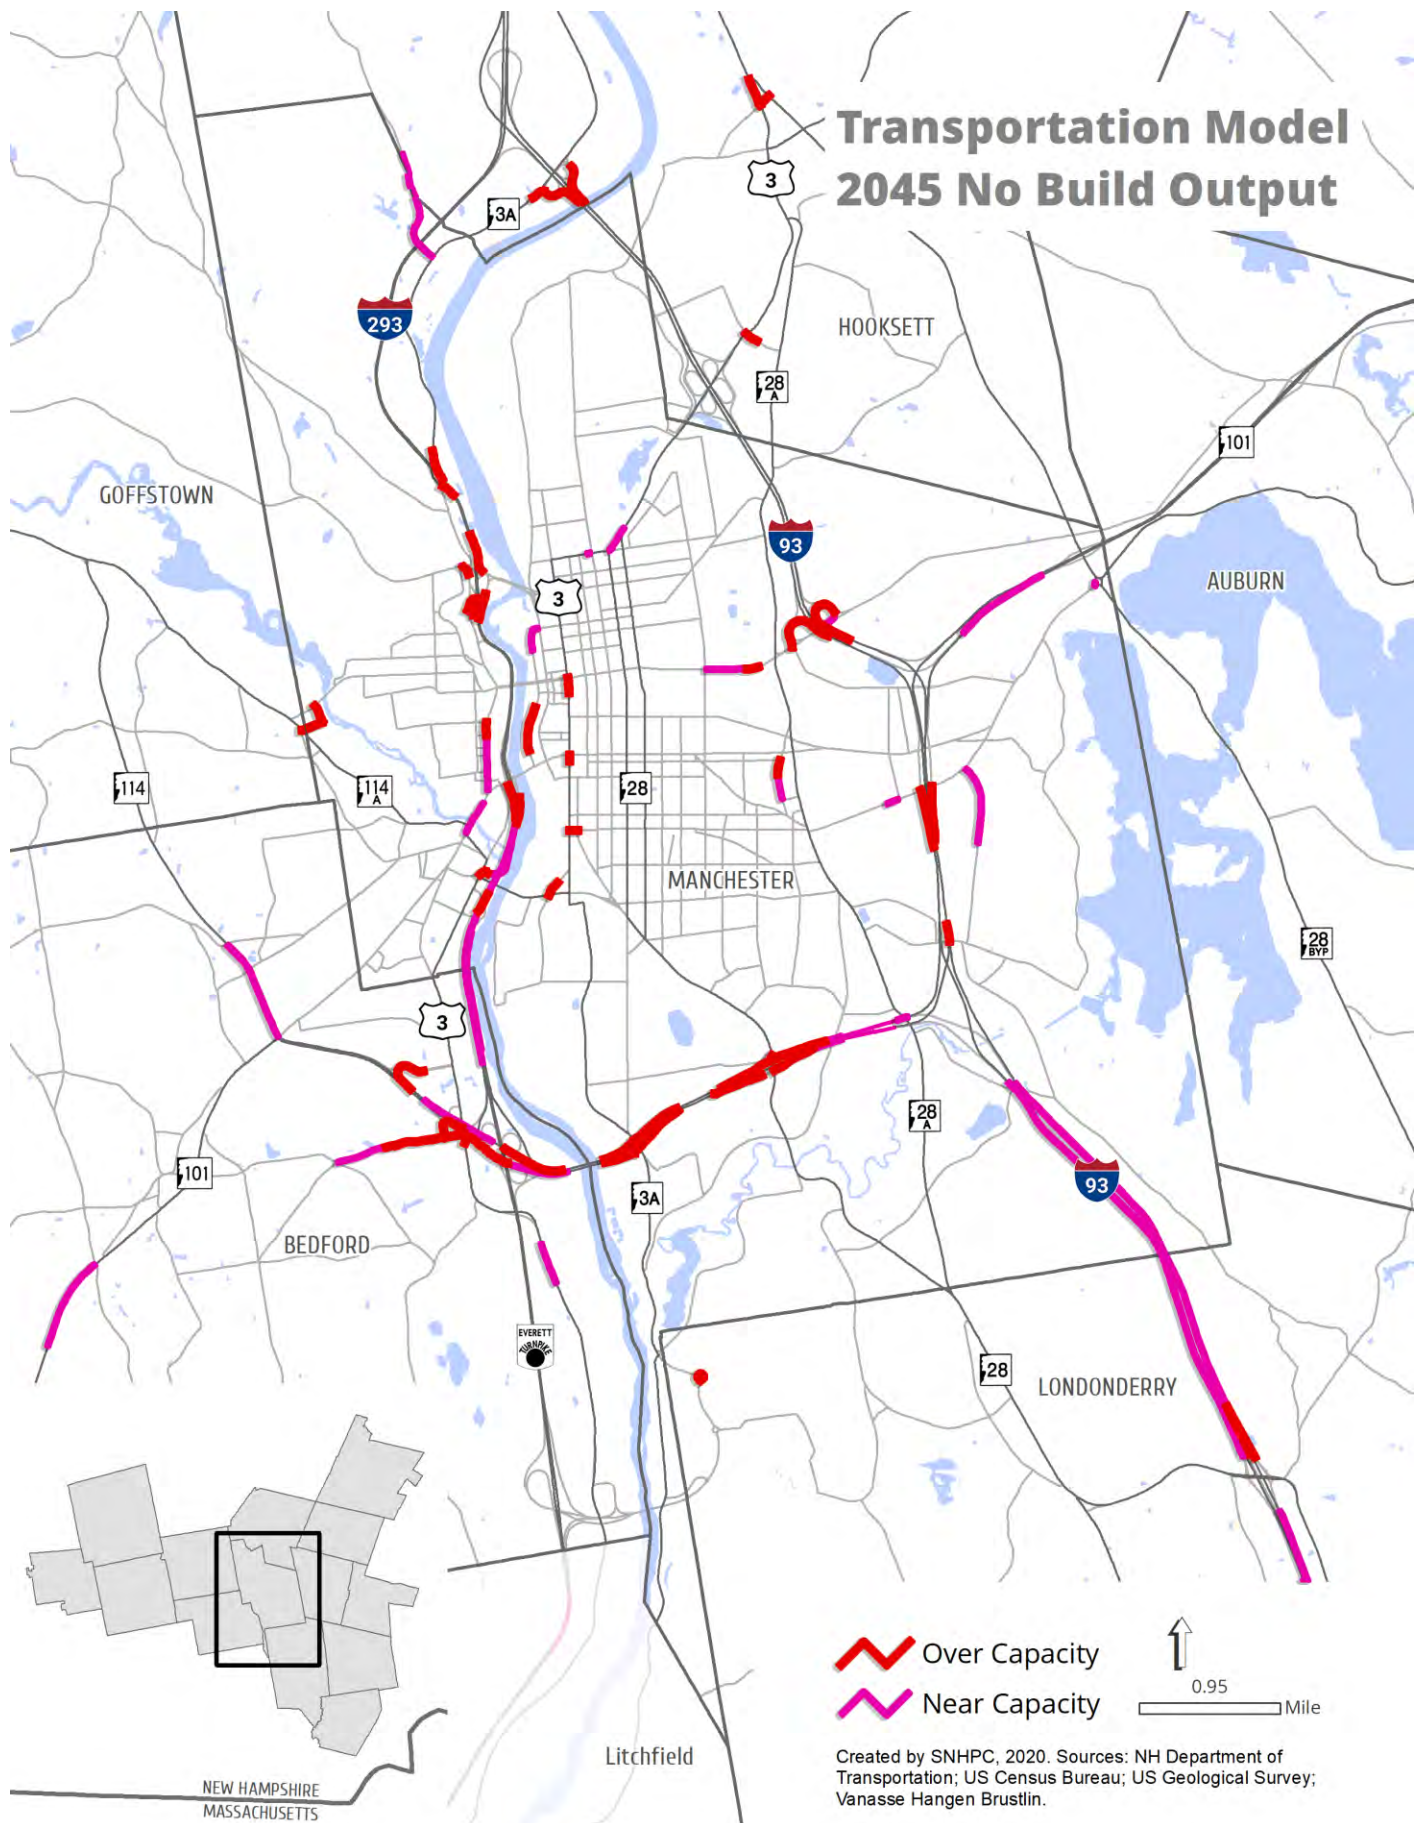 Transportation Model
2045 No Build Output
3
3A
293
HOOKSETT
28
A
101
GOFFSTOWN
93
AUBURN
3
114
114
A
28
MANCHESTER
28
BYP
3
28
A
101
93
3A
BEDFORD
EVERETT
TURNPIKE
28
LONDONDERRY
Over Capacity
Near Capacity
0.95
Mile
Litchfield
Created by SNHPC, 2020. Sources: NH Department of
Transportation; US Census Bureau; US Geological Survey;
Vanasse Hangen Brustlin.
NEW HAMPSHIRE
MASSACHUSETTS